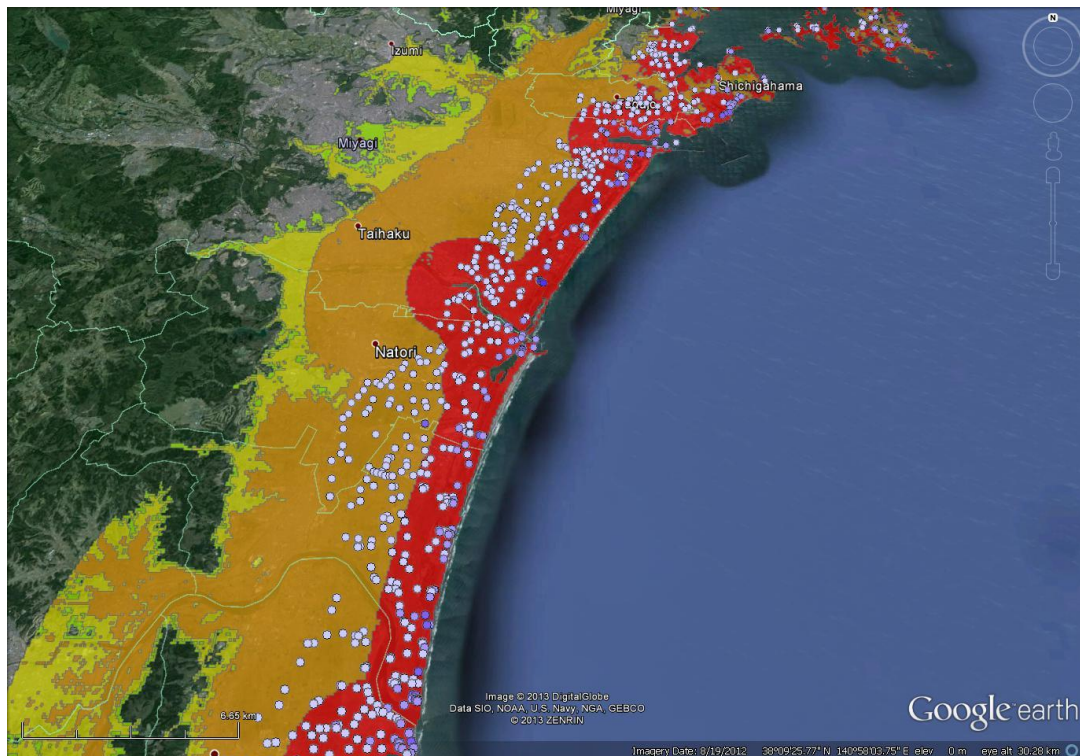 Miyagi
N
Izumi
Shichigahama
Tagajo
Miyagi
Taihaku
Natori
Image © 2013 DigitalGlobe
Data SIO, NOAA, U.S. Navy, NGA, GEBCO
© 2013 ZENRIN
6.65 km
Google earth
Imagery Date: 8/19/2012 38°09'25.77" N 140°58'03.75" E elev 0 m eye alt 30.28 km